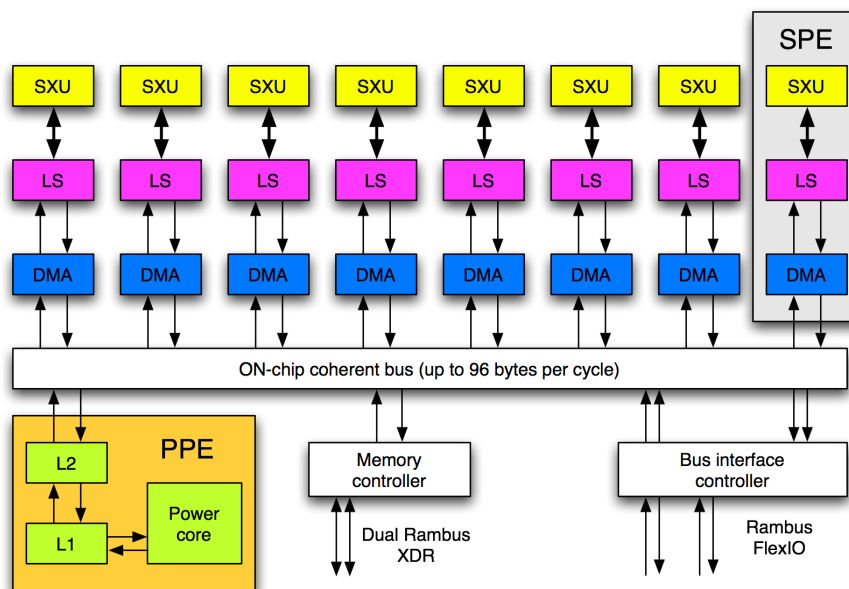 SPE
SXU SXU SXU SXU SXU SXU SXU SXU
LS LS LS LS LS LS LS LS
DMA DMA DMA DMA DMA DMA DMA DMA
ON-chip coherent bus (up to 96 bytes per cycle)
PPE
L2
L1
Power
core
Memory
controller
Dual Rambus
XDR
Bus interface
controller
Rambus
FlexIO